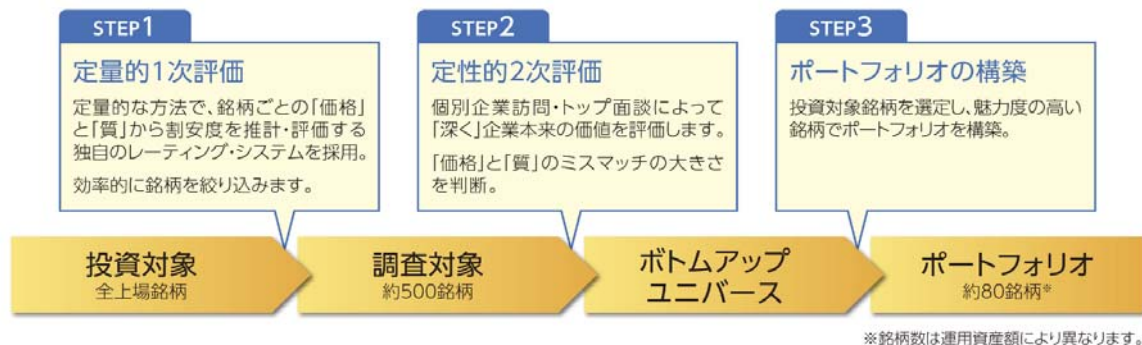 STEP1
定量的1次評価
定量的な方法で、銘柄ごとの「価格」
と「質」から割安度を推計・評価する
独自のレーティング・システムを採用。
効率的に銘柄を絞り込みます。
STEP2
定性的2次評価
個別企業訪問・トップ面談によって
「深く」企業本来の価値を評価します。
「価格」と「質」のミスマッチの大きさ
を判断。
STEP3
ポートフォリオの構築
投資対象銘柄を選定し、魅力度の高い
銘柄でポートフォリオを構築。
投資対象
全上場銘柄
調査対象
約500銘柄
ボトムアップ
ユニバース
ポートフォリオ
約80銘柄※
※銘柄数は運用資産額により異なります。